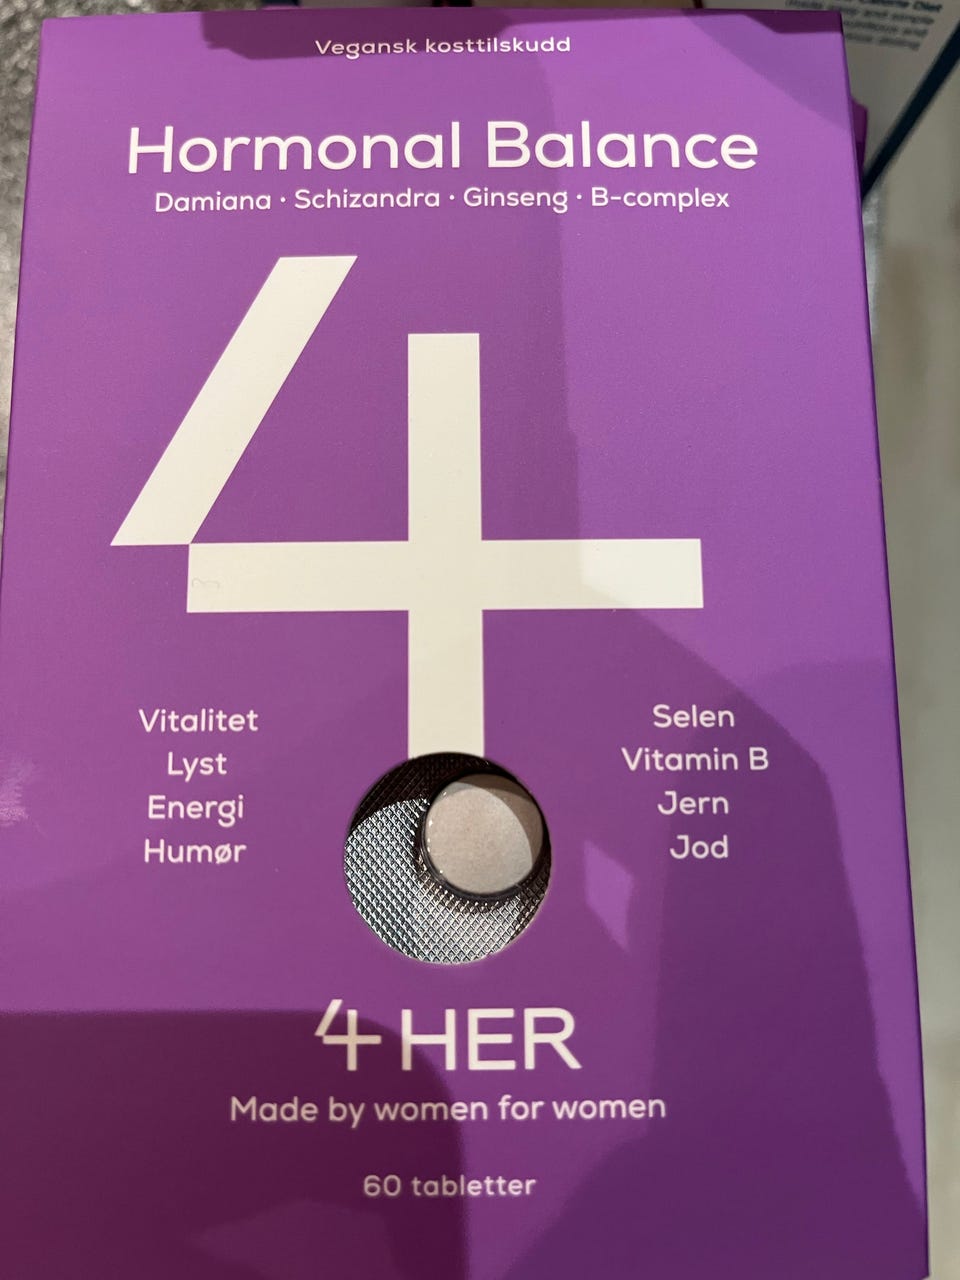 Vegansk kosttilskudd
Hormonal Balance
Damiana · Schizandra · Ginseng · B-complex
4
Vitalitet
Lyst
Energi
Humør
Selen
Vitamin B
Jern
Jod
4 HER
Made by women for women
60 tabletter